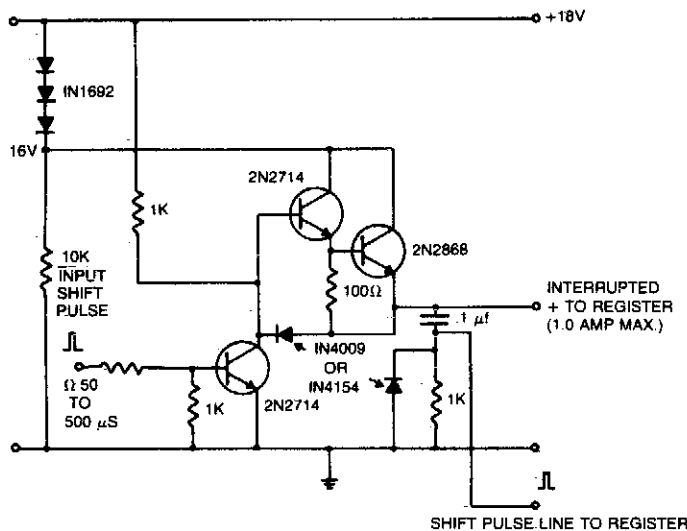 +18V
IN1692
16V
2N2714
1K
2N2868
10K
INPUT
SHIFT
PULSE
100Ω
INTERRUPTED
+ TO REGISTER
(1.0 AMP MAX.)
.1 µf
IN4009
OR
IN4154
Ω 50
TO
500 µS
1K
2N2714
1K
SHIFT PULSE LINE TO REGISTER